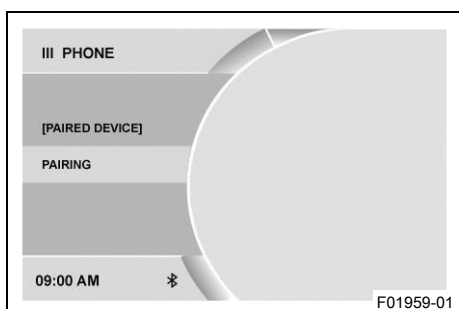 III PHONE
[PAIRED DEVICE]
PAIRING
09:00 AM
F01959-01